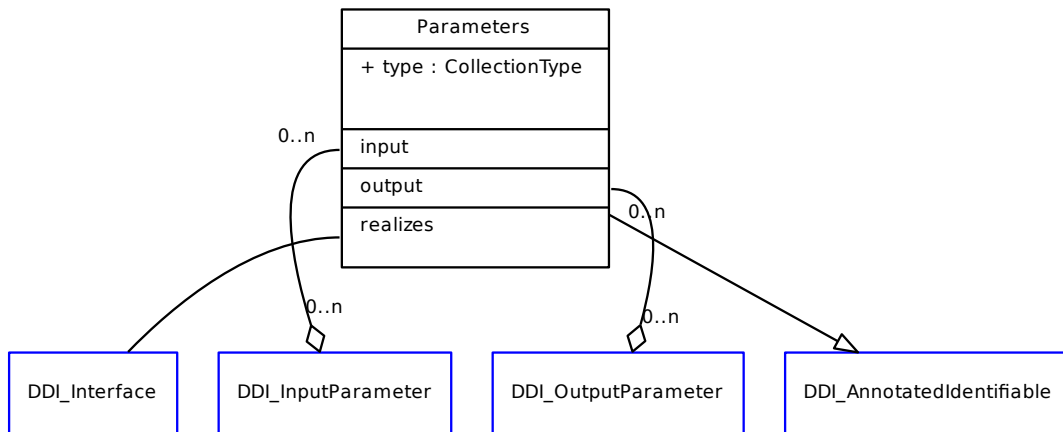 Parameters
+ type : CollectionType
0..n
input
output
0..n
realizes
0..n
0..n
DDI_Interface
DDI_InputParameter
DDI_OutputParameter
DDI_AnnotatedIdentifiable